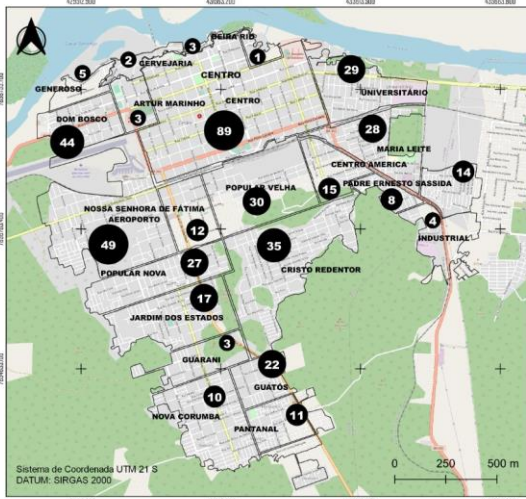 BEIRA RIO
3
2
CERVEJARIA
1
5
CENTRO
29
GENEROSO
UNIVERSITÁRIO
ARTUR MARINHO
CENTRO
3
DOM BOSCO
89
28
44
MARIA LEITE
CENTRO AMERICA
14
POPULAR VELHA
PADRE ERNESTO SASSIDA
15
30
8
NOSSA SENHORA DE FÁTIMA
AEROPORTO
4
12
INDUSTRIAL
49
35
27
CRISTO REDENTOR
POPULAR NOVA
17
JARDIM DOS ESTADOS
3
GUARANI
22
GUATÓS
10
NOVA CORUMBA
11
PANTANAL
Sistema de Coordenada UTM 21 S
DATUM: SIRGAS 2000
0 250 500 m